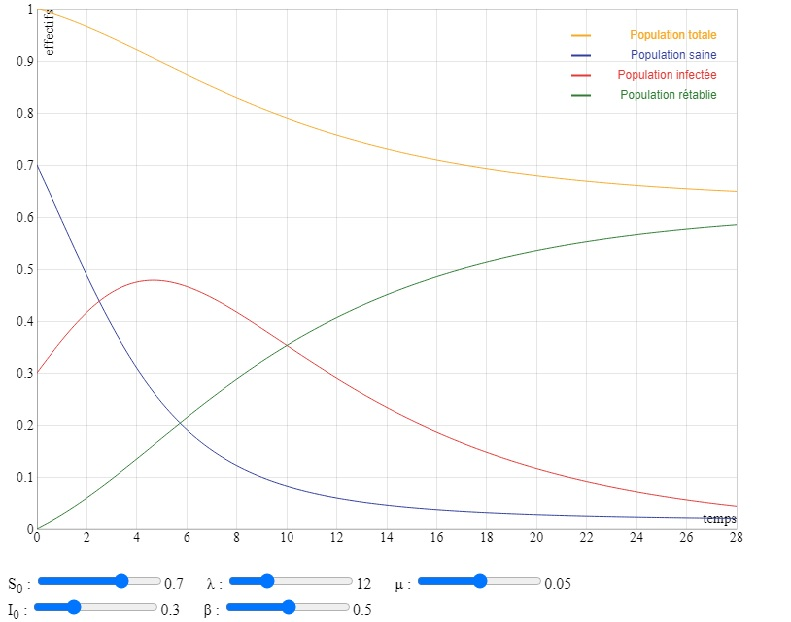 1
effectifs
Population totale
Population saine
0.9
Population infectée
Population rétablie
0.8
0.7
0.6
0.5
0.4
0.3
0.2
0.1
temps
0
0 2 4 6 8 10 12 14 16 18 20 22 24 26 28
S0 : 0.7 λ : 12 μ : 0.05
I0 : 0.3 β : 0.5